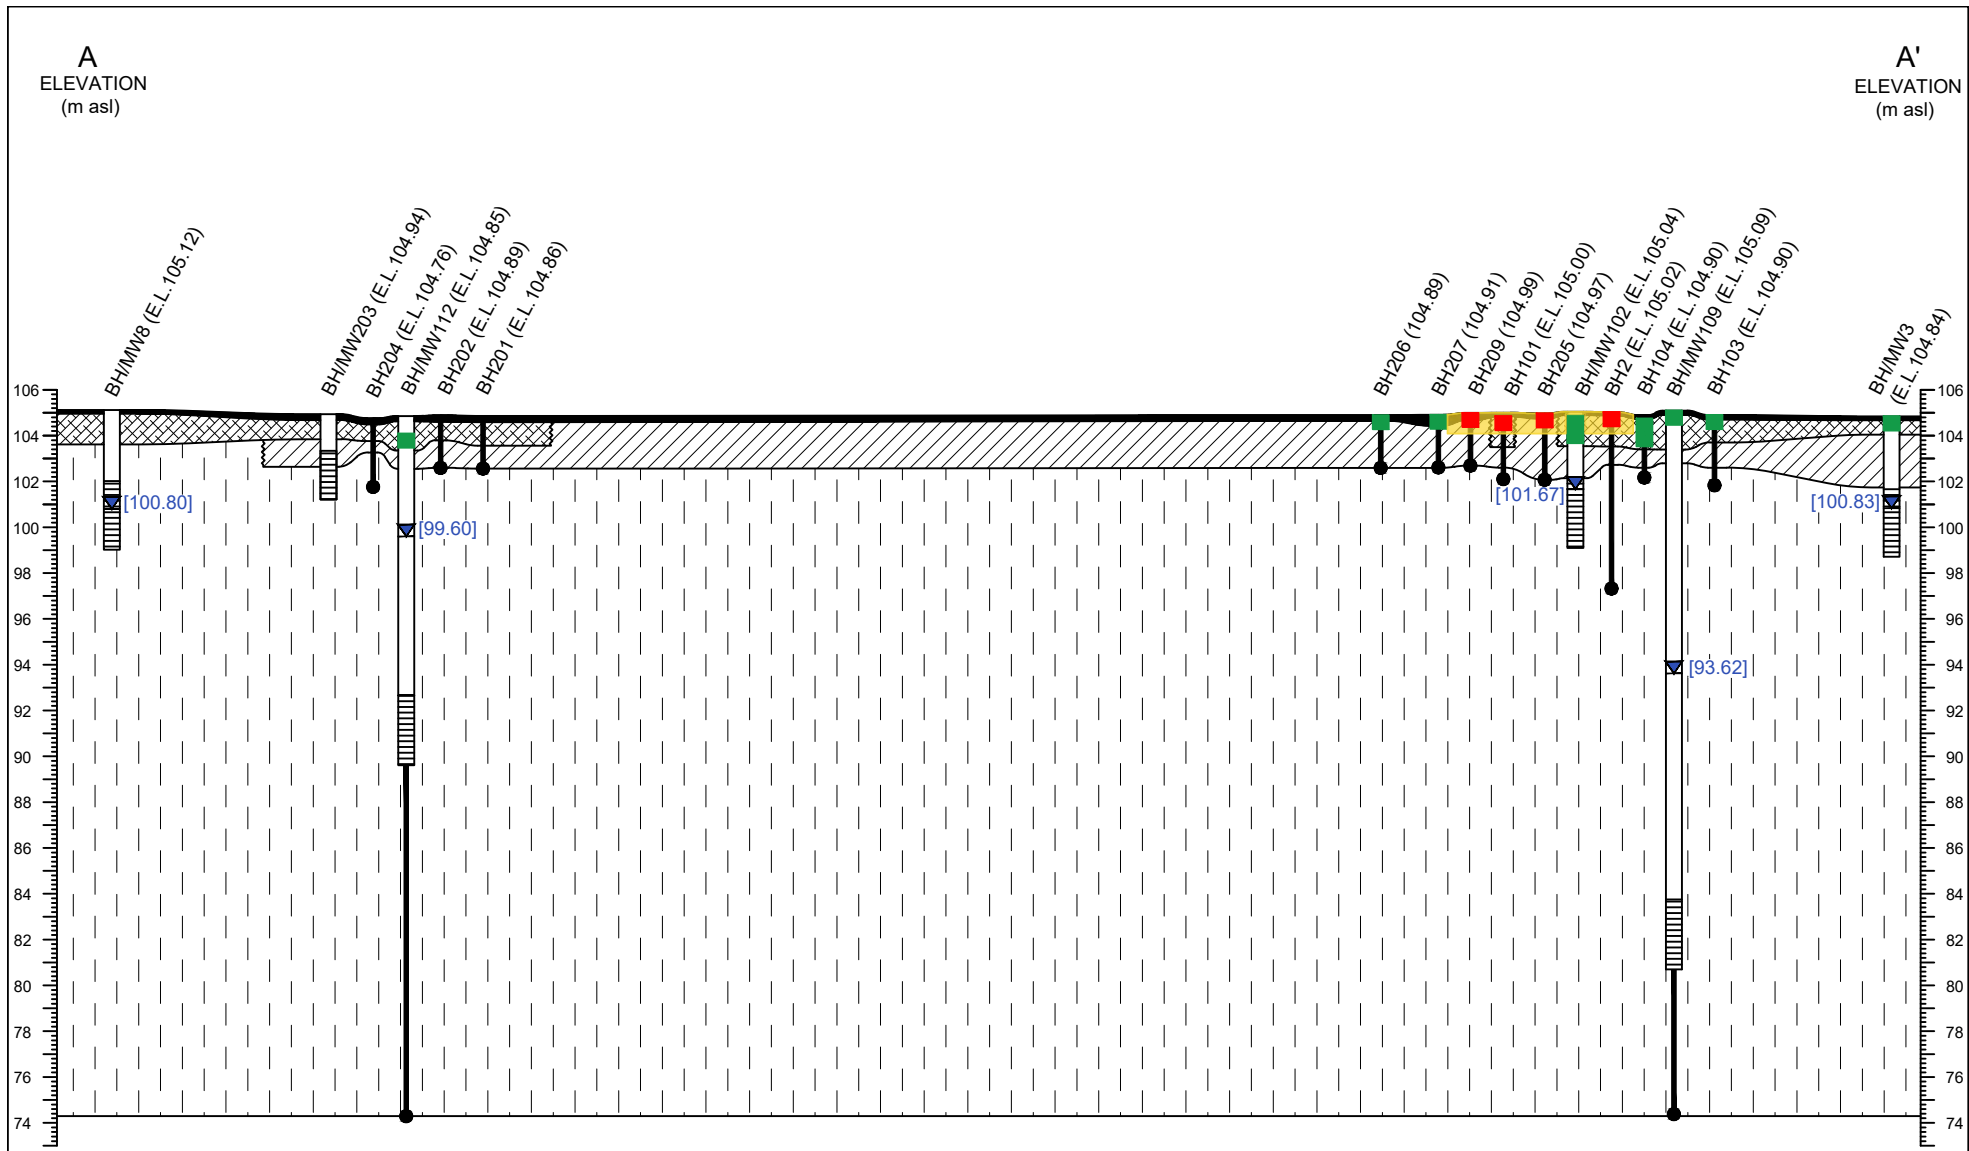 A
ELEVATION
(m asl)
A'
ELEVATION
(m asl)
BH/MW8 (E.L.105.12)
BH/MW203 (E.L.104.94)
BH204 (E.L.104.76)
BH/MW112 (E.L.104.85)
BH202 (E.L.104.89)
BH201 (E.L.104.86)
BH206 (104.89)
BH207 (104.91)
BH209 (104.99)
BH101 (E.L.105.00)
BH205 (104.97)
BH/MW102 (E.L.105.04)
BH2 (E.L.105.02)
BH104 (E.L.104.90)
BH/MW109 (E.L.105.09)
BH103 (E.L.104.90)
BH/MW3
(E.L.104.84)
106
104
102
100
98
96
94
92
90
88
86
84
82
80
78
76
74
[100.80]
[99.60]
[101.67]
[93.62]
[100.83]
106
104
102
100
98
96
94
92
90
88
86
84
82
80
78
76
74